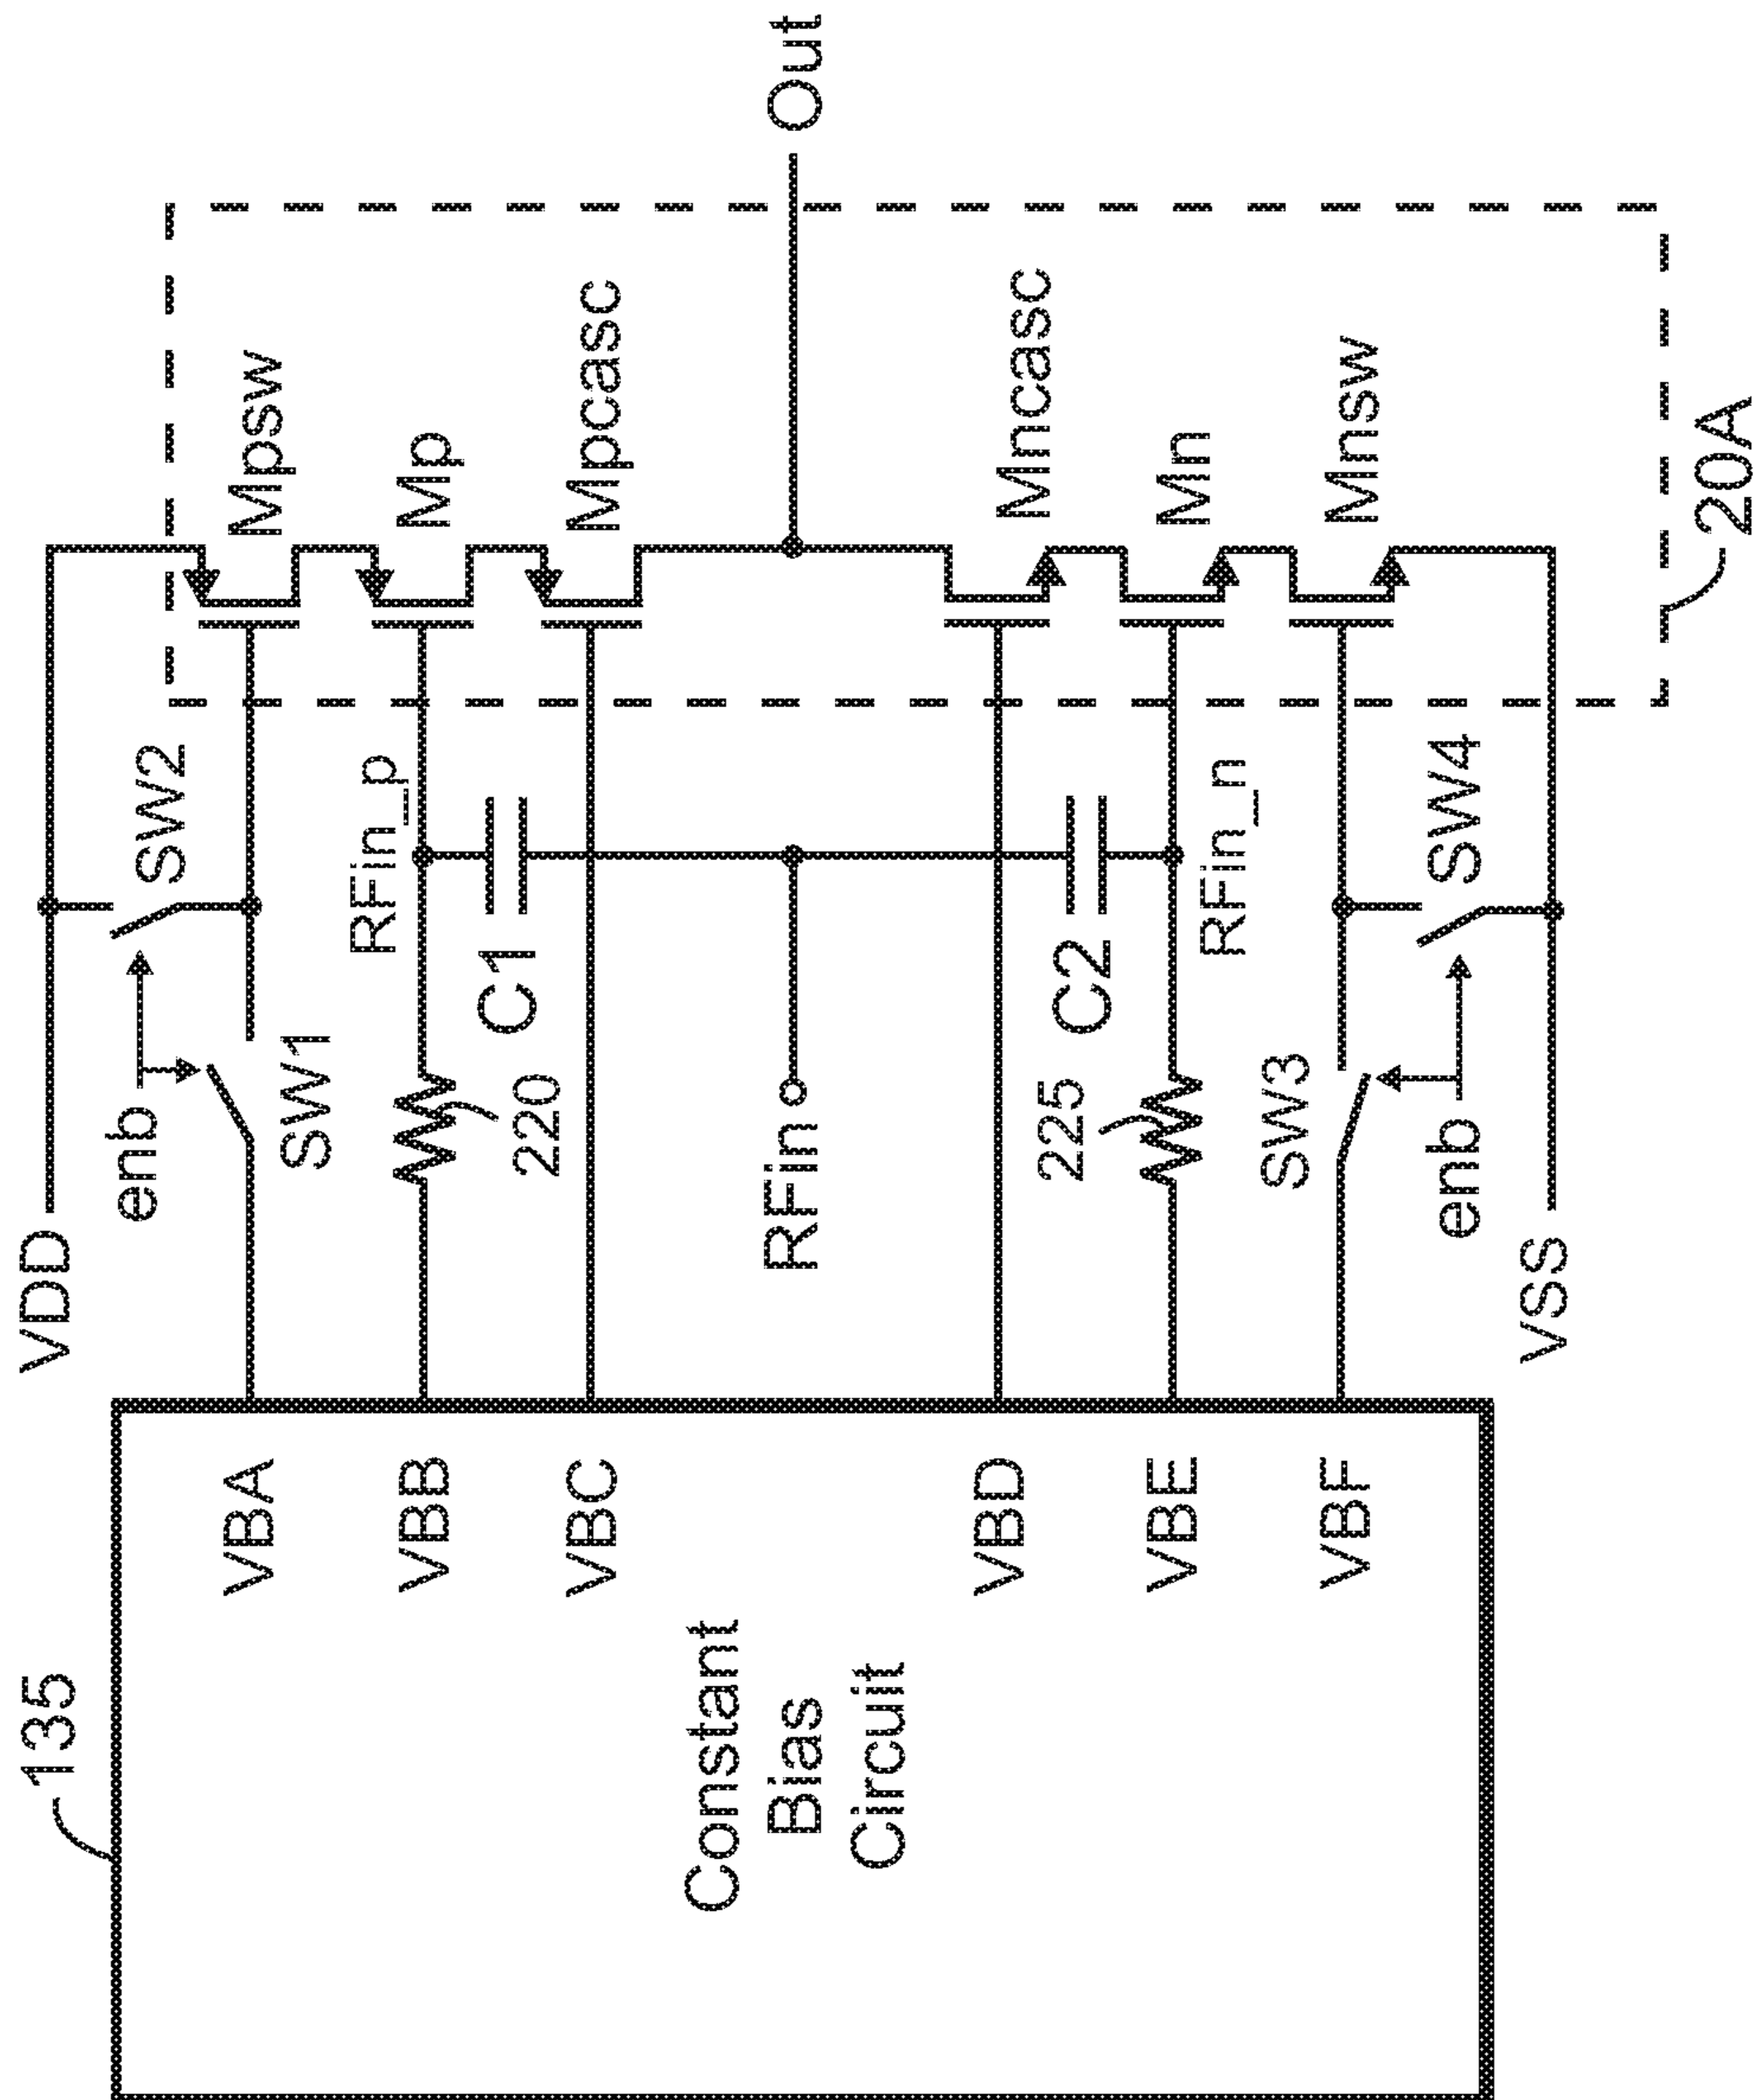 135
VDD
enb
SW2
SW1
VBA
Mpsw
VBB
RFin_p
Mp
220
C1
VBC
Mpcasc
Constant
Bias
Circuit
RFin
Out
VBD
Mncasc
225
C2
VBE
RFin_n
Mn
SW3
VBF
Mnsw
enb
SW4
VSS
20A